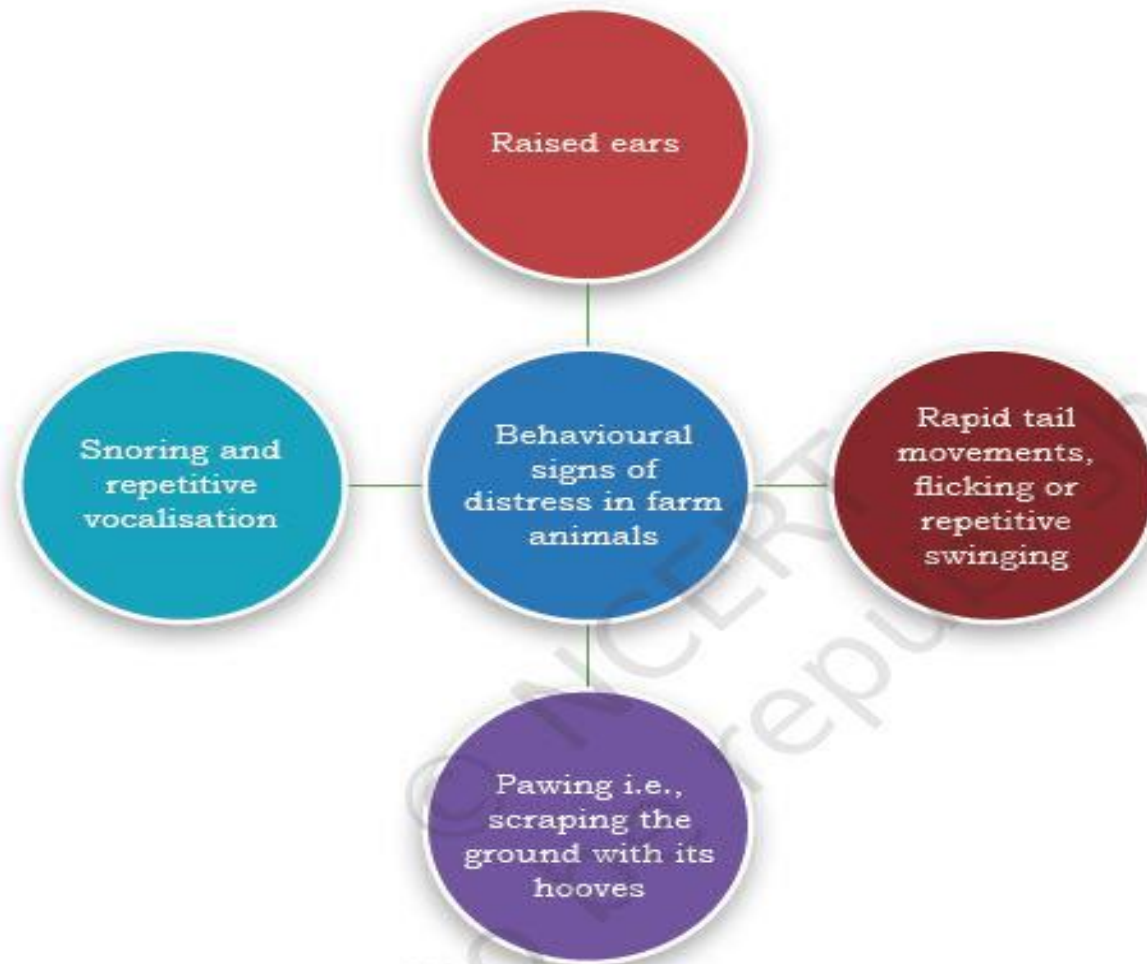 Raised ears
Snoring and
repetitive
vocalisation
Behavioural
signs of
distress in farm
animals
Rapid tail
movements,
flicking or
repetitive
swinging
Pawing i.e.,
scraping the
ground with its
hooves
© NCERT